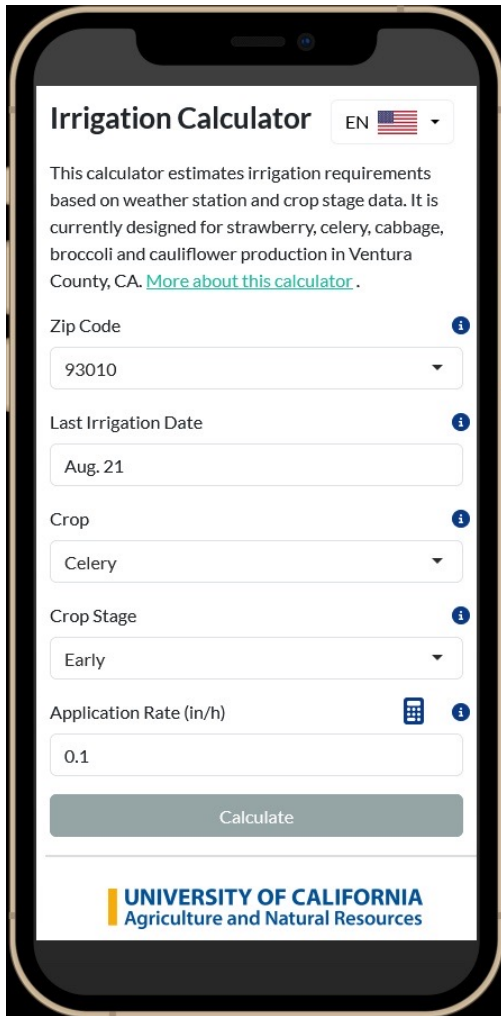 Irrigation Calculator
EN
This calculator estimates irrigation requirements
based on weather station and crop stage data. It is
currently designed for strawberry, celery, cabbage,
broccoli and cauliflower production in Ventura
County, CA. More about this calculator .
Zip Code
93010
Last Irrigation Date
Aug. 21
Crop
Celery
Crop Stage
Early
Application Rate (in/h)
0.1
Calculate
UNIVERSITY OF CALIFORNIA
Agriculture and Natural Resources